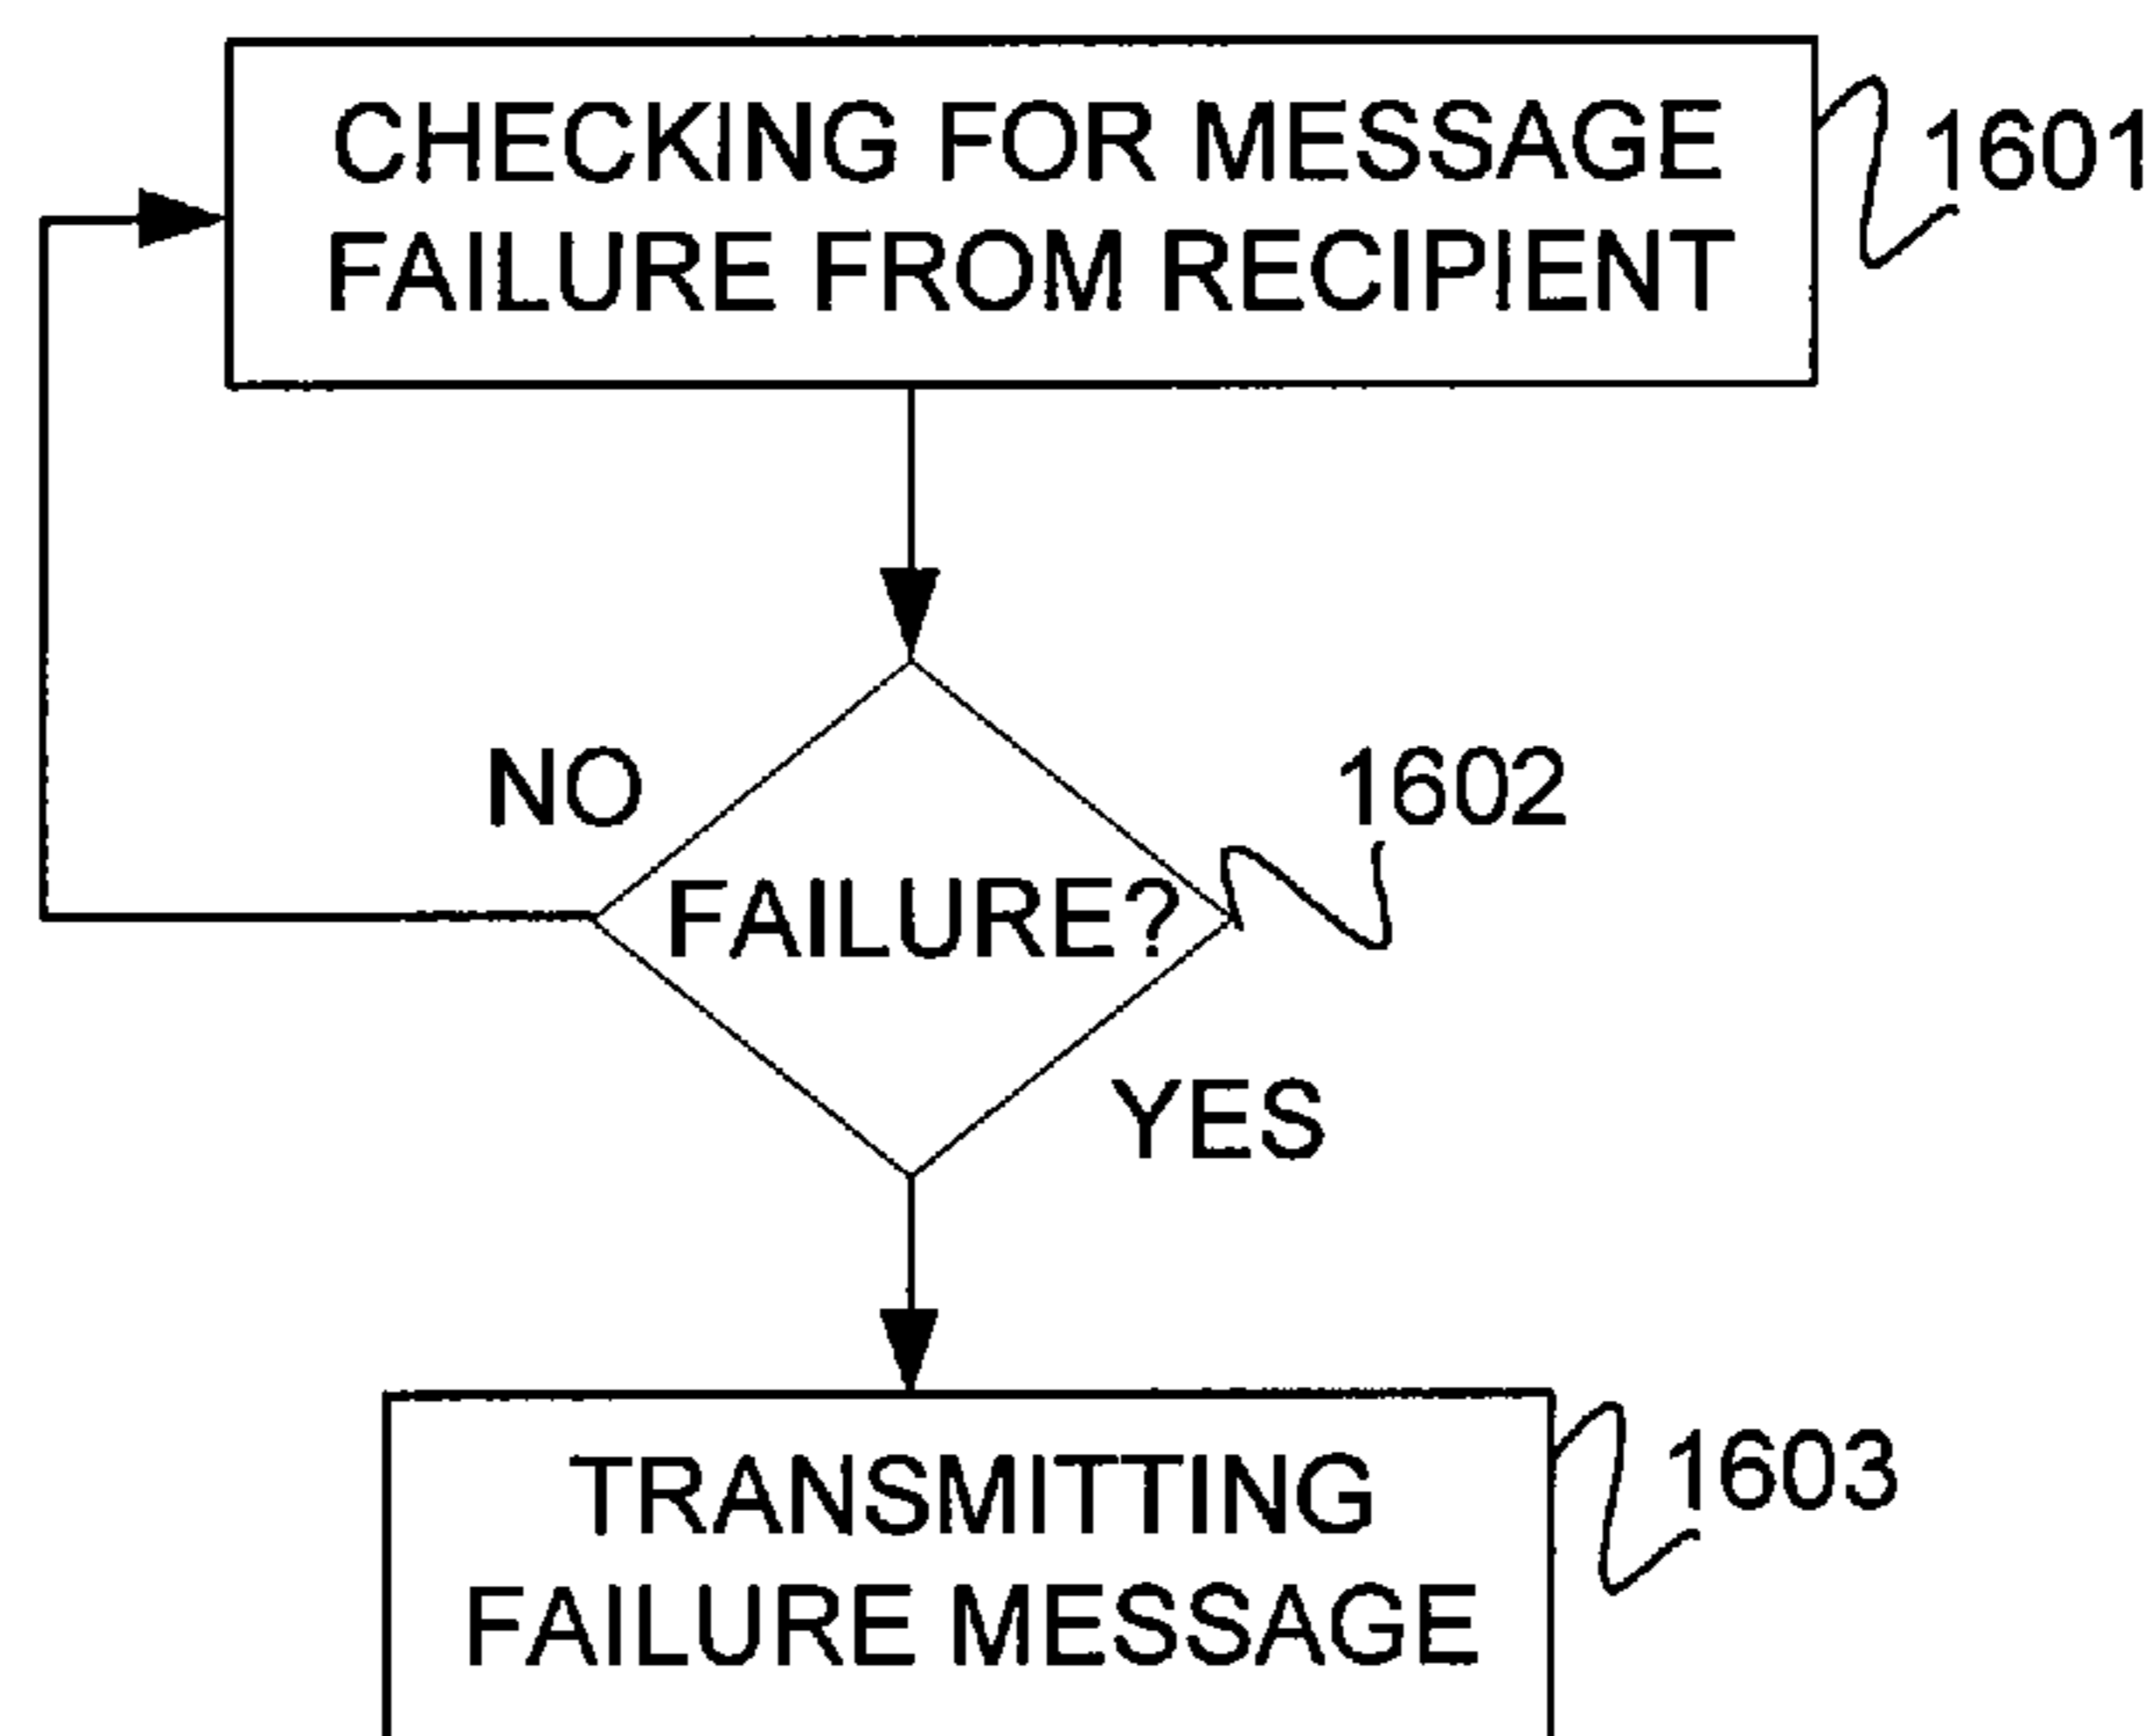 CHECKING FOR MESSAGE
FAILURE FROM RECIPIENT
1601
NO
1602
FAILURE?
YES
TRANSMITTING
FAILURE MESSAGE
1603